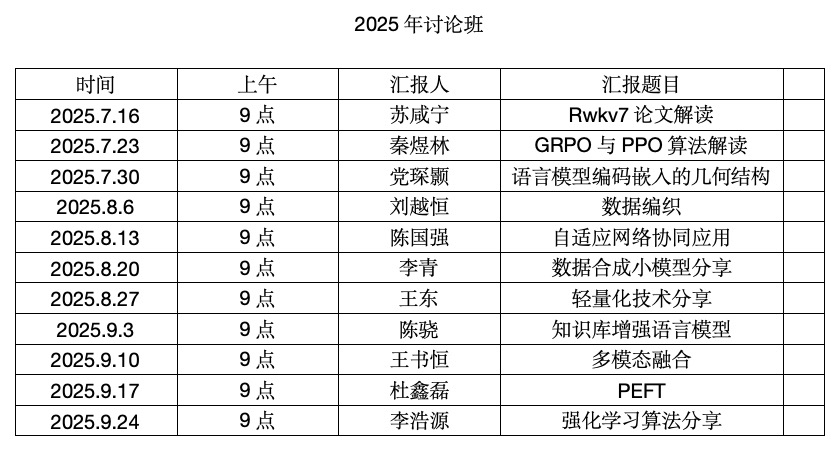 2025 年讨论班
时间 上午 汇报人 汇报题目
2025.7.16 9 点 苏咸宁 Rwkv7 论文解读
2025.7.23 9 点 秦煜林 GRPO 与 PPO 算法解读
2025.7.30 9 点 党琛颢 语言模型编码嵌入的几何结构
2025.8.6 9 点 刘越恒 数据编织
2025.8.13 9 点 陈国强 自适应网络协同应用
2025.8.20 9 点 李青 数据合成小模型分享
2025.8.27 9 点 王东 轻量化技术分享
2025.9.3 9 点 陈骁 知识库增强语言模型
2025.9.10 9 点 王书恒 多模态融合
2025.9.17 9 点 杜鑫磊 PEFT
2025.9.24 9 点 李浩源 强化学习算法分享